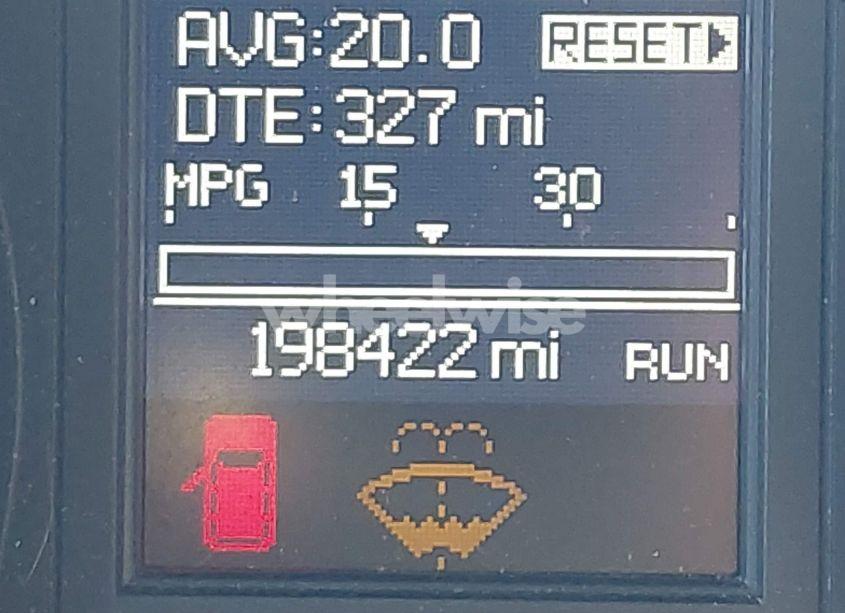 AVG:20.0 RESET
DTE:327 mi
MPG 15 30
wheelwise
198422 mi RUN